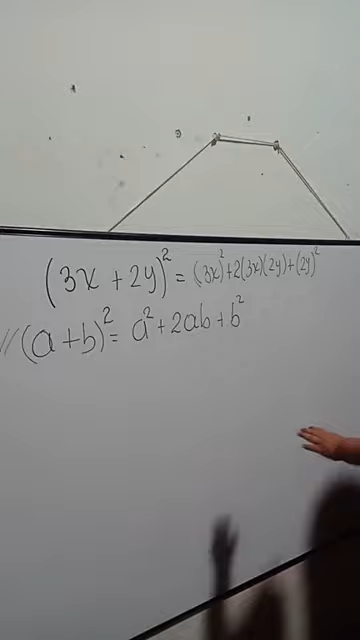 (3x + 2y)² = (3x)² + 2(3x)(2y) + (2y)²
//(a + b)² = a² + 2ab + b²